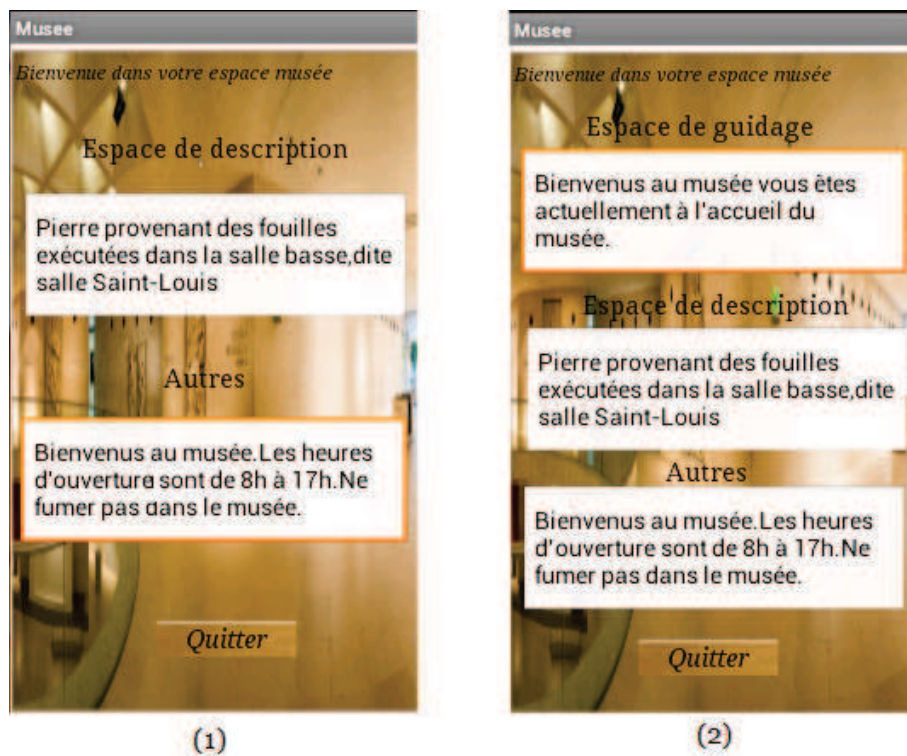 Musee
Bienvenue dans votre espace musée
Espace de description
Pierre provenant des fouilles
exécutées dans la salle basse,dite
salle Saint-Louis
Autres
Bienvenus au musée.Les heures
d'ouverture sont de 8h à 17h.Ne
fumer pas dans le musée.
Quitter
(1)
Musee
Bienvenue dans votre espace musée
Espace de guidage
Bienvenus au musée vous êtes
actuellement à l'accueil du
musée.
Espace de description
Pierre provenant des fouilles
exécutées dans la salle basse,dite
salle Saint-Louis
Autres
Bienvenus au musée.Les heures
d'ouverture sont de 8h à 17h.Ne
fumer pas dans le musée.
Quitter
(2)